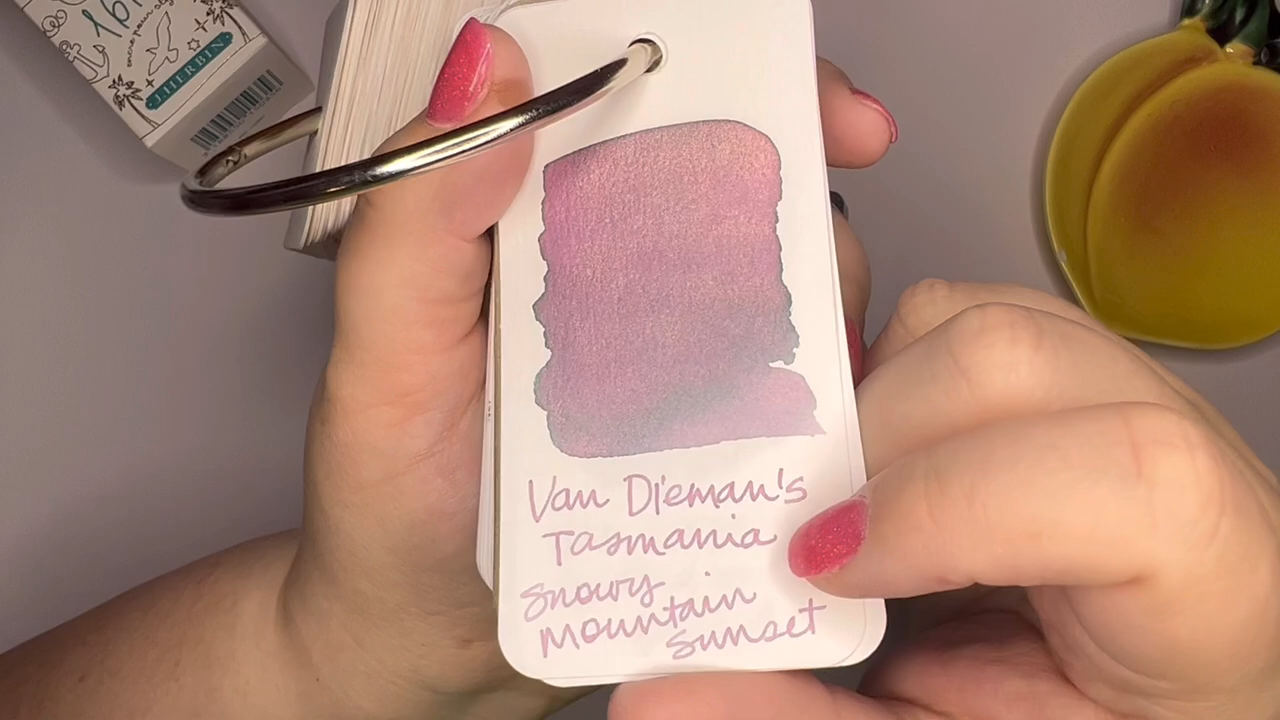 J.HERBIN
Van Dieman's
Tasmania
Snowy
Mountain
Sunset